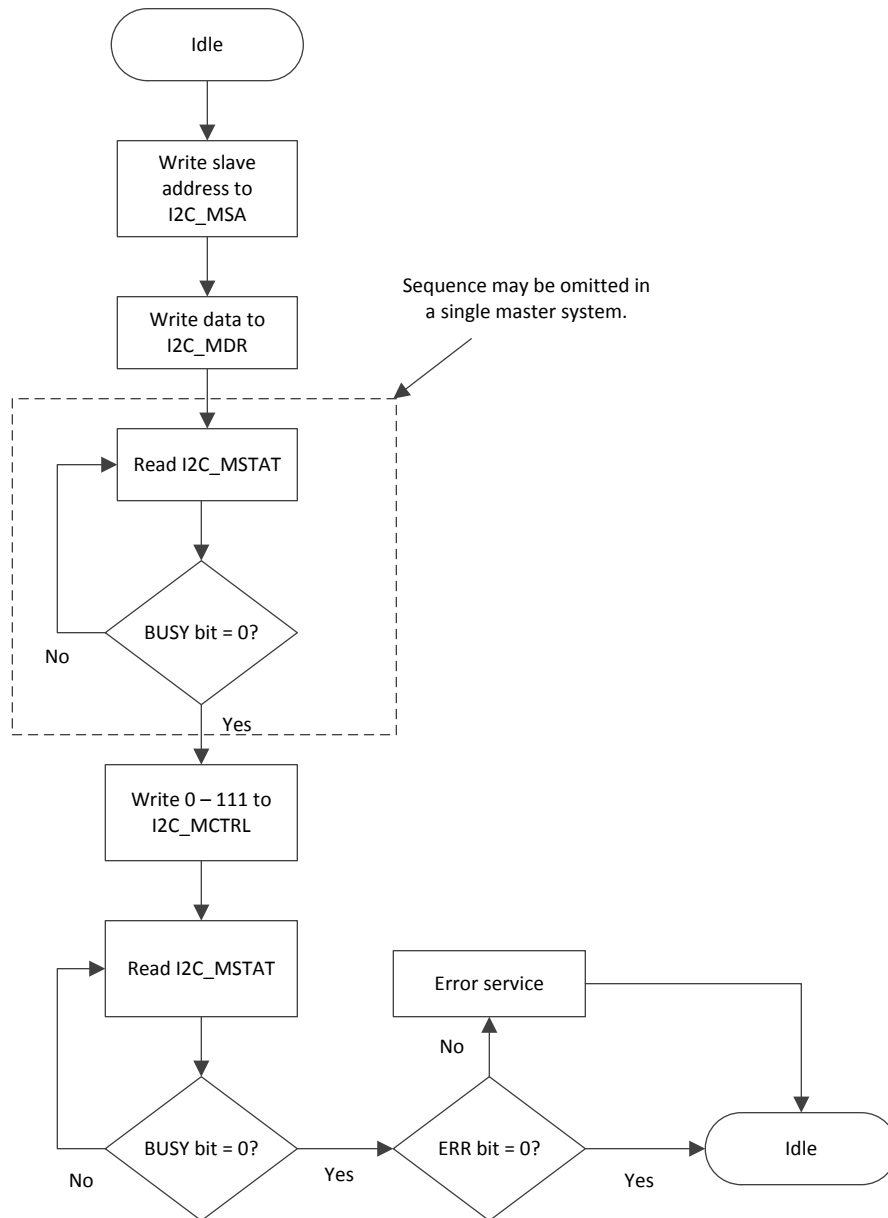 Idle
Write slave
address to
I2C_MSA
Sequence may be omitted in
a single master system.
Write data to
I2C_MDR
Read I2C_MSTAT
BUSY bit = 0?
No
Yes
Write 0 – 111 to
I2C_MCTRL
Read I2C_MSTAT
Error service
No
BUSY bit = 0?
ERR bit = 0?
Idle
No
Yes
Yes